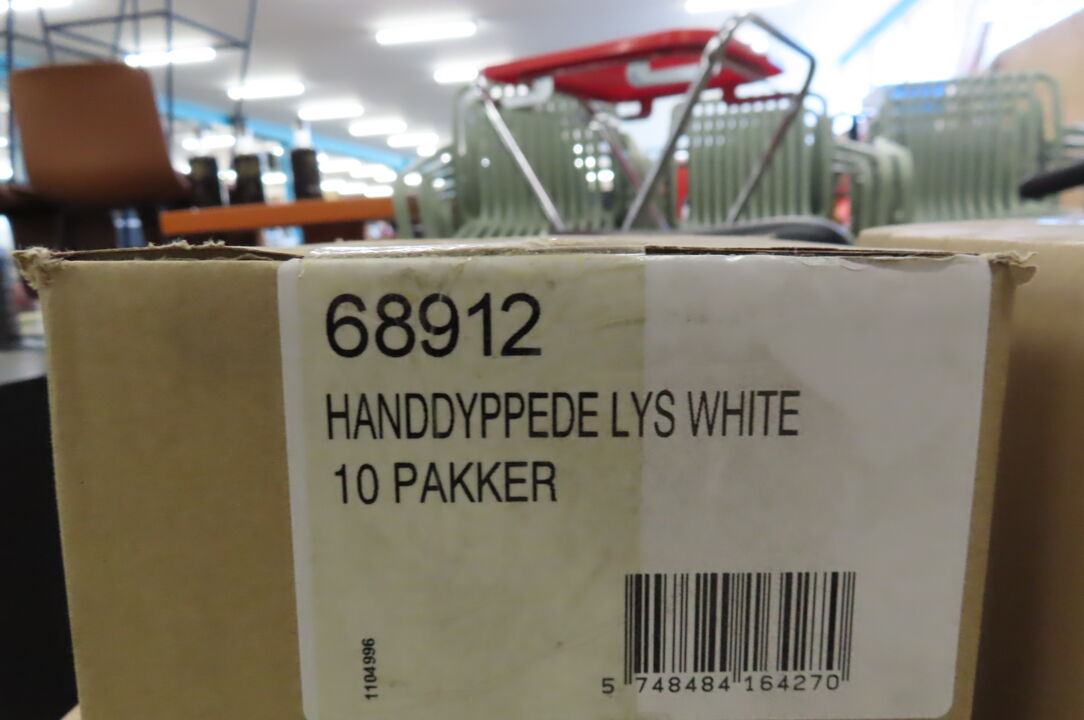 68912
HANDDYPPEDE LYS WHITE
10 PAKKER
1104996
5 748484 164270